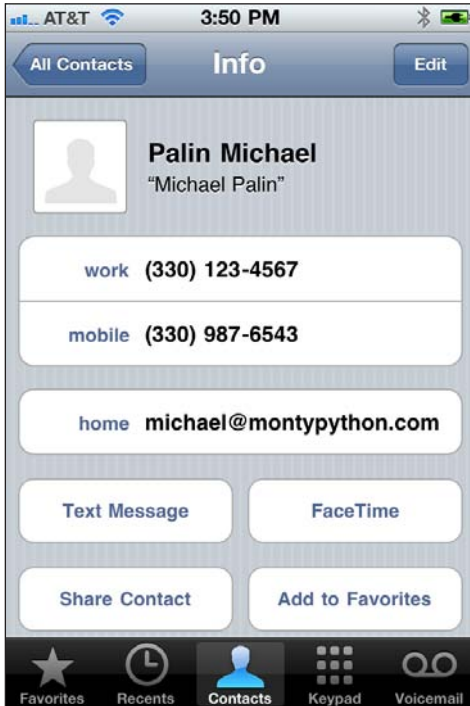 AT&T 3:50 PM
All Contacts Info Edit
Palin Michael
“Michael Palin”
work (330) 123-4567
mobile (330) 987-6543
home michael@montypython.com
Text Message FaceTime
Share Contact Add to Favorites
Favorites Recents Contacts Keypad Voicemail